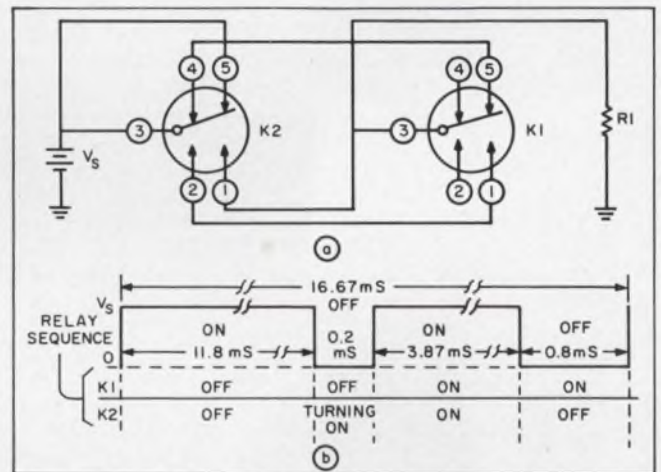 4 5
4 5
3 K2
3 K1
R1
VS
2 1
2 1
a
16.67mS
VS
OFF
RELAY
SEQUENCE
ON
0.2
mS
ON
OFF
0
11.8 mS
3.87mS
0.8mS
K1 OFF OFF ON ON
K2 OFF TURNING ON ON OFF
b